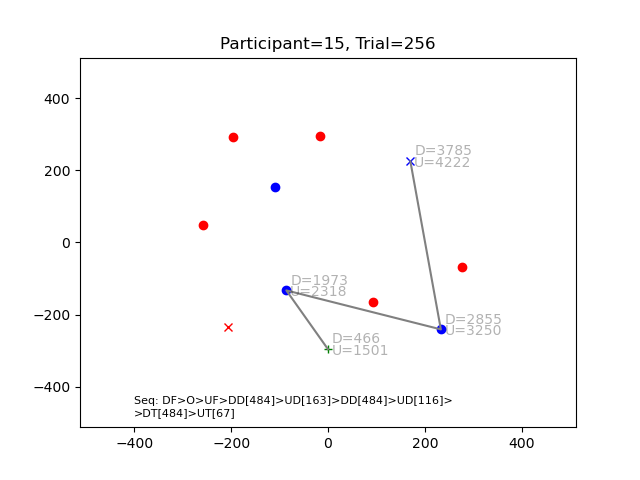 Participant=15, Trial=256
400
200
0
−200
−400
D=3785
U=4222
D=1973
U=2318
D=2855
U=3250
D=466
U=1501
Seq: DF>O>UF>DD[484]>UD[163]>DD[484]>UD[116]>
>DT[484]>UT[67]
−400
−200
0
200
400